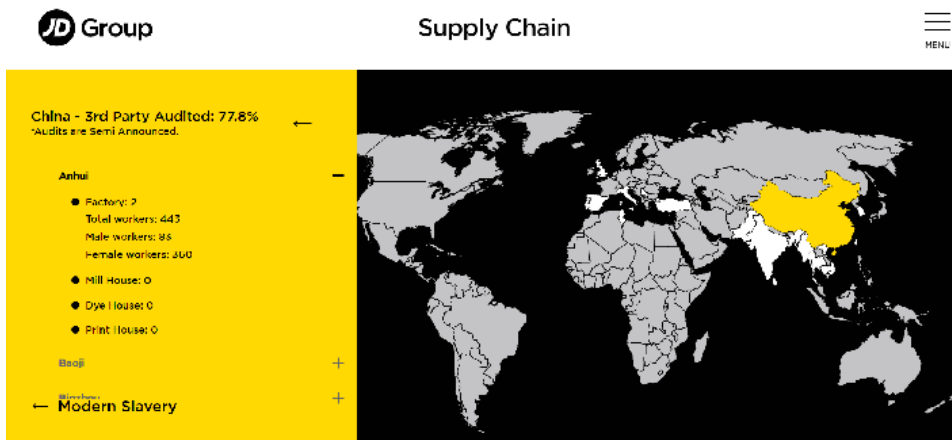 JD Group
Supply Chain
MENU
China - 3rd Party Audited: 77.8%
*Audits are Semi Announced.
Anhui
Factory: 2
Total workers: 443
Male workers: 83
Female workers: 360
Mill House: 0
Dye House: 0
Print House: 0
Baoji
Modern Slavery